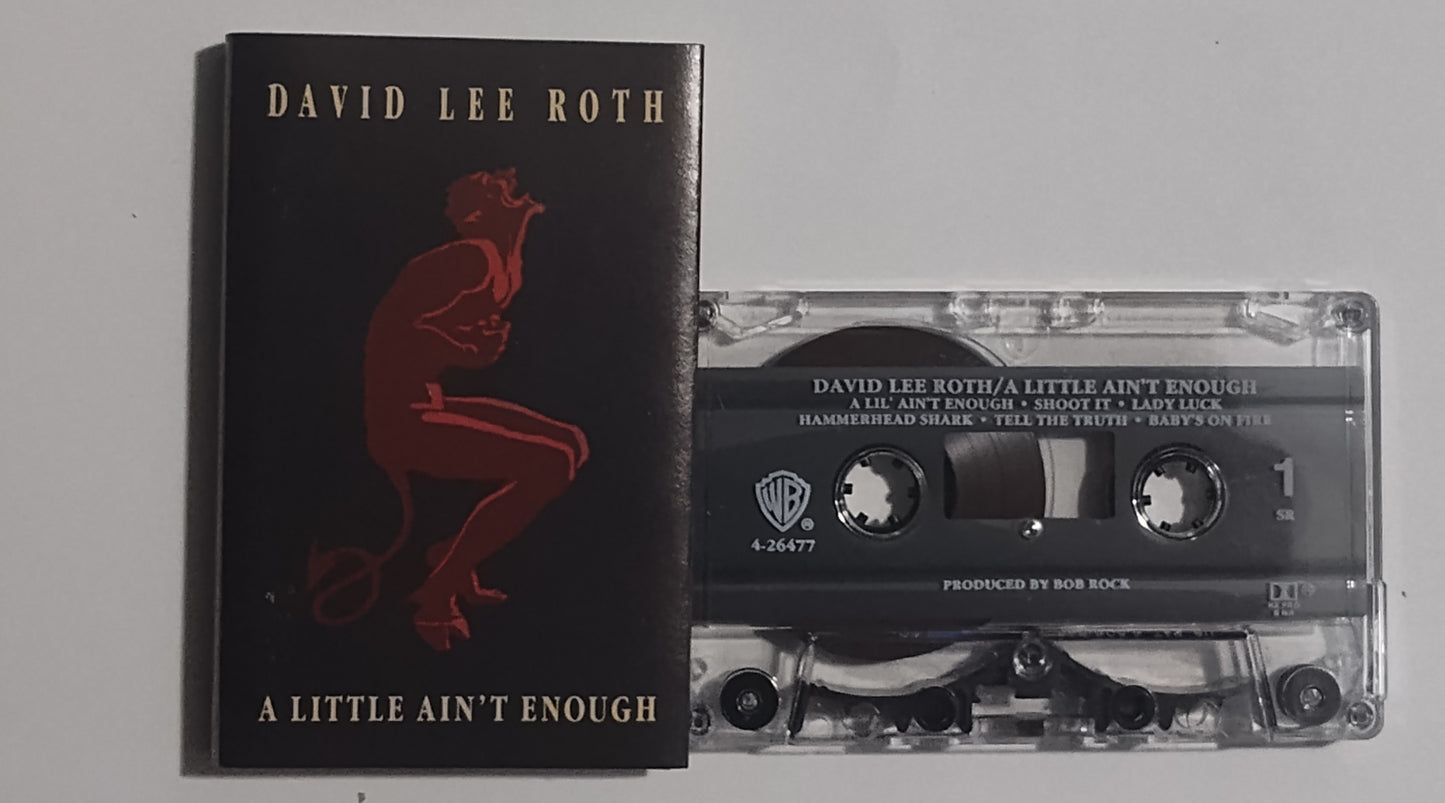 DAVID LEE ROTH
A LITTLE AIN'T ENOUGH
DAVID LEE ROTH/A LITTLE AIN'T ENOUGH
A LIL' AIN'T ENOUGH • SHOOT IT • LADY LUCK
HAMMERHEAD SHARK • TELL THE TRUTH • BABY'S ON FIRE
1
SR
WB
®
4-26477
PRODUCED BY BOB ROCK